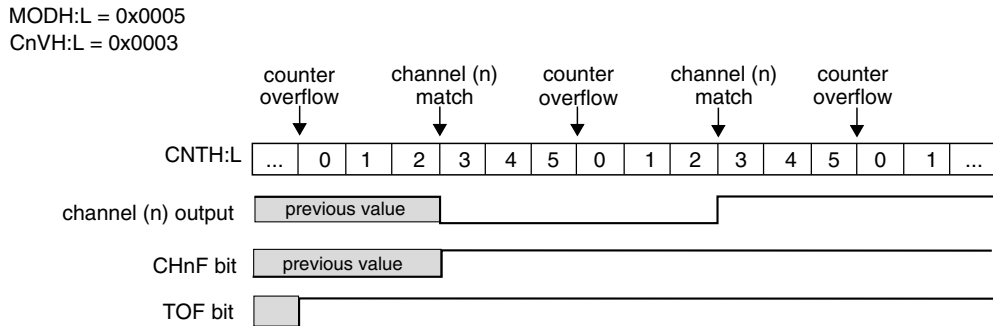 MODH:L = 0x0005
CnVH:L = 0x0003
counter overflow
channel (n) match
counter overflow
channel (n) match
counter overflow
CNTH:L ... 0 1 2 3 4 5 0 1 2 3 4 5 0 1 ...
channel (n) output previous value
CHnF bit previous value
TOF bit